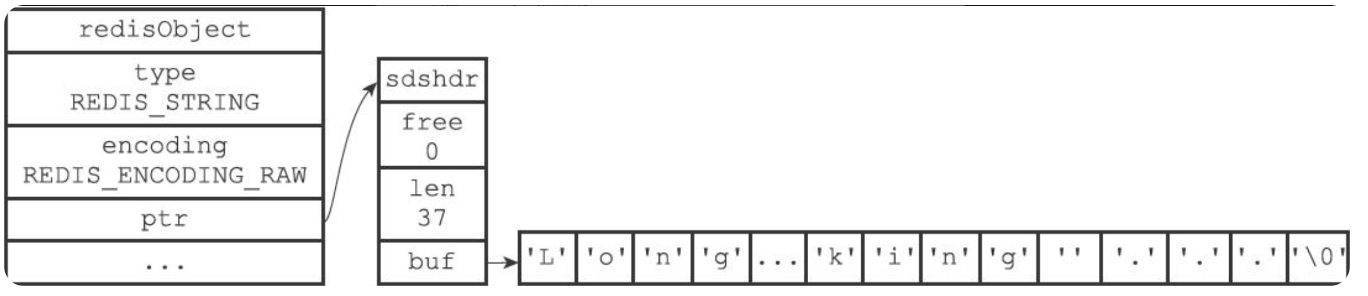 redisObject
type
REDIS_STRING
encoding
REDIS_ENCODING_RAW
ptr
...
sdshdr
free
0
len
37
buf
'L' 'o' 'n' 'g' ... 'k' 'i' 'n' 'g' ' ' '.' '.' '.' '\0'